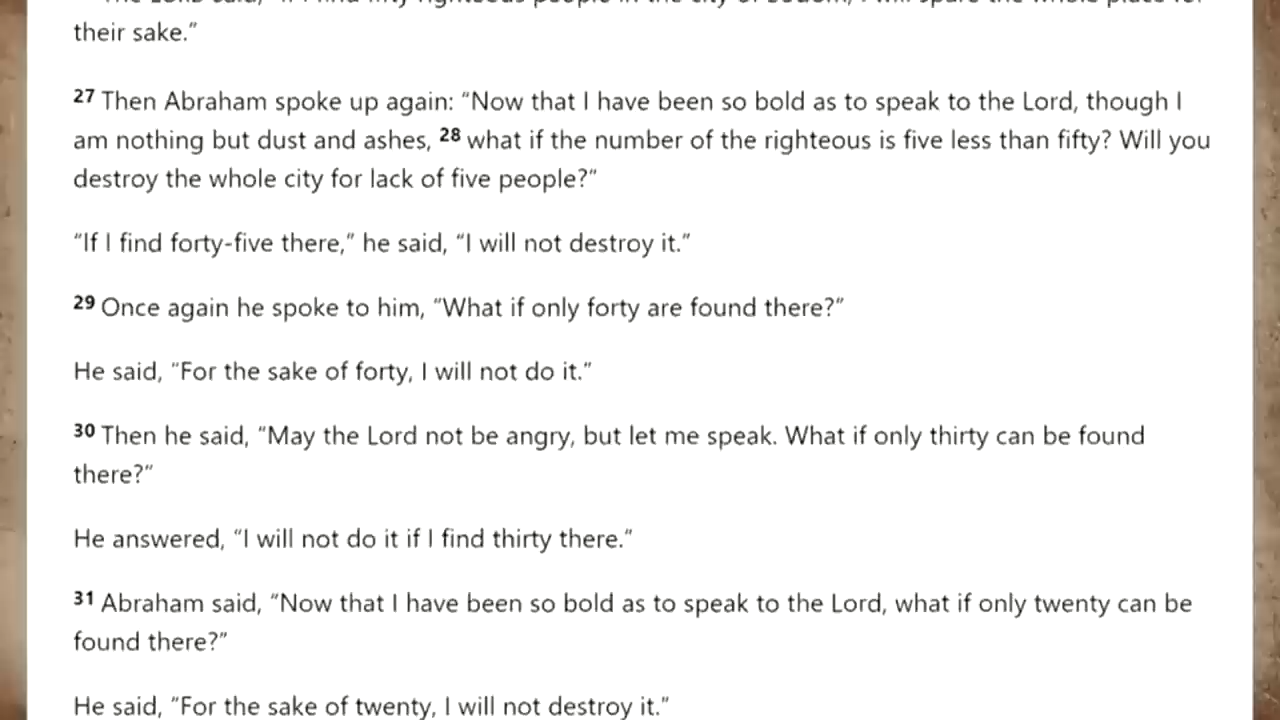 their sake.”
27 Then Abraham spoke up again: “Now that I have been so bold as to speak to the Lord, though I
am nothing but dust and ashes, 28 what if the number of the righteous is five less than fifty? Will you
destroy the whole city for lack of five people?”
“If I find forty-five there,” he said, “I will not destroy it.”
29 Once again he spoke to him, “What if only forty are found there?”
He said, “For the sake of forty, I will not do it.”
30 Then he said, “May the Lord not be angry, but let me speak. What if only thirty can be found
there?”
He answered, “I will not do it if I find thirty there.”
31 Abraham said, “Now that I have been so bold as to speak to the Lord, what if only twenty can be
found there?”
He said, “For the sake of twenty, I will not destroy it.”